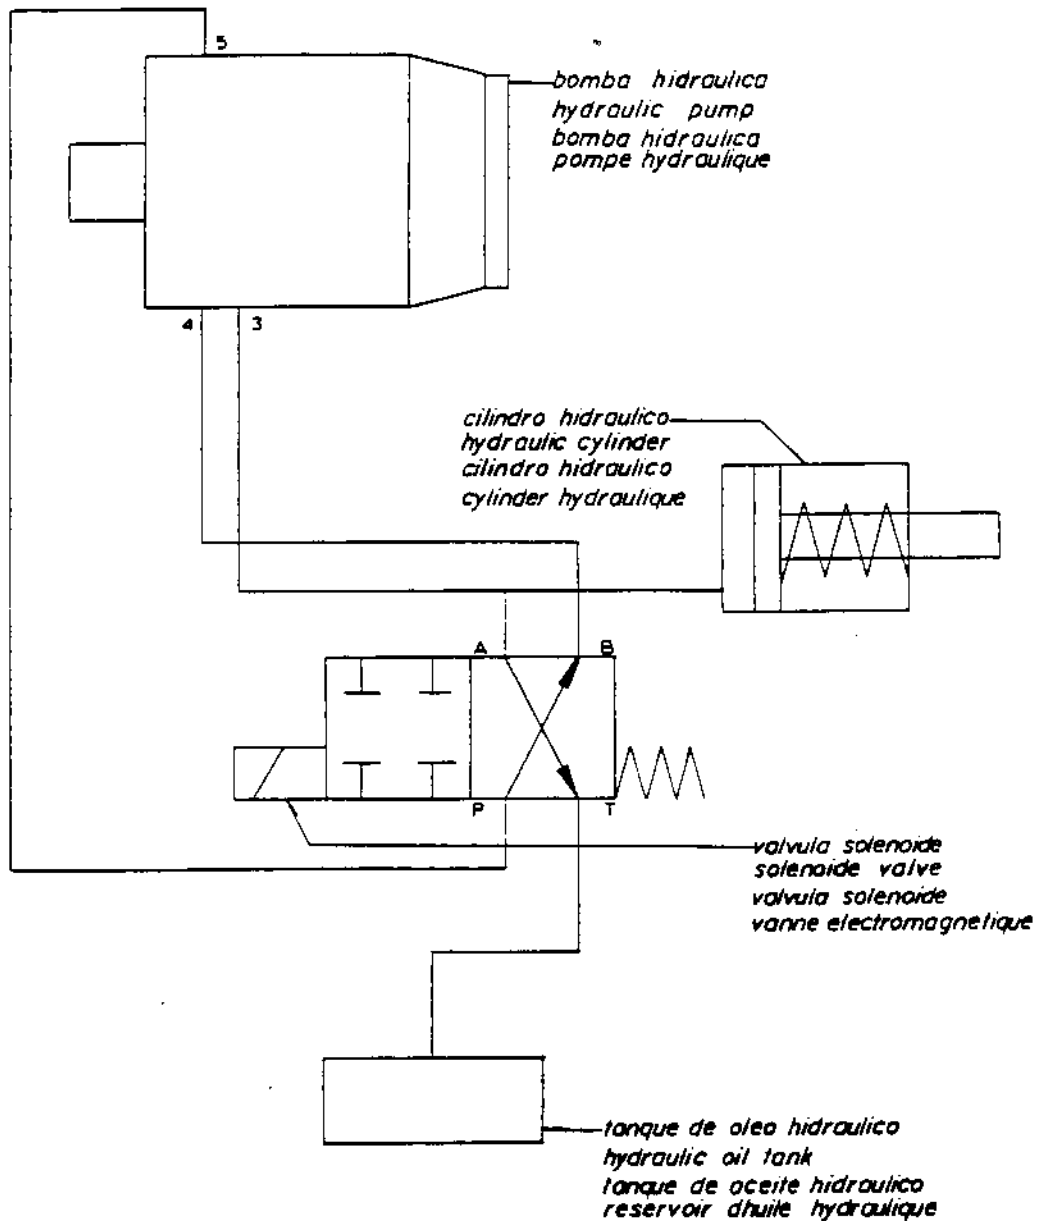 5
bomba hidraulica
hydraulic pump
bomba hidraulica
pompe hydraulique
4 3
cilindro hidraulico
hydraulic cylinder
cilindro hidraulico
cylinder hydraulique
A B
P T
valvula solenoide
solenoide valve
valvula solenoide
vanne electromagnetique
tanque de oleo hidraulico
hydraulic oil tank
tanque de aceite hidraulico
reservoir dhuile hydraulique